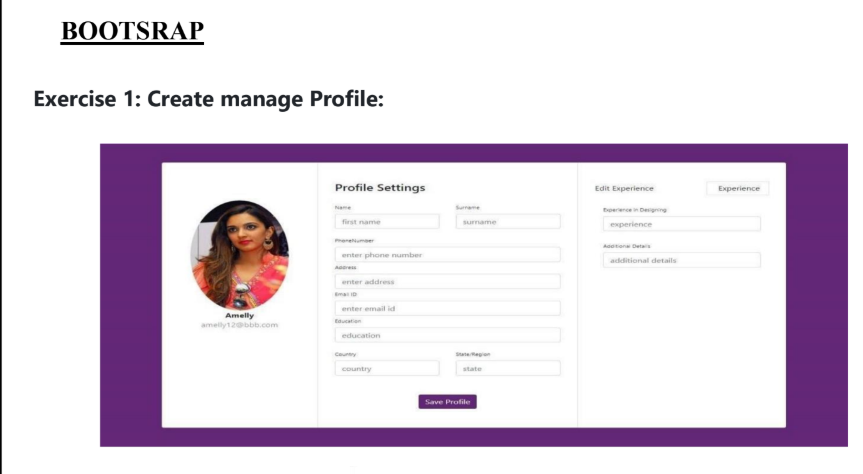 BOOTSRAP
Exercise 1: Create manage Profile:
Amelly
amelly12@bbb.com
Profile Settings
Name Surname
first name surname
PhoneNumber
enter phone number
Address
enter address
Email ID
enter email id
Education
education
Country State/Region
country state
Save Profile
Edit Experience Experience
Experience in Designing
experience
Additional Details
additional details